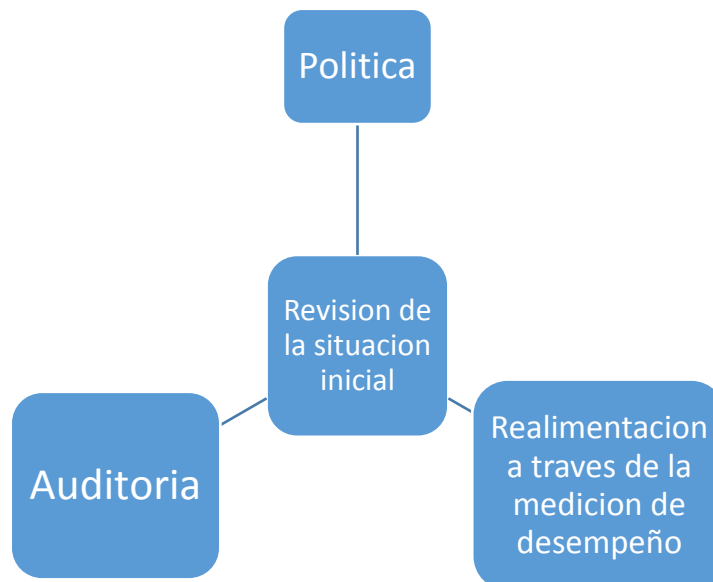 Politica
Revision de
la situacion
inicial
Auditoria
Realimentacion
a traves de la
medicion de
desempeño